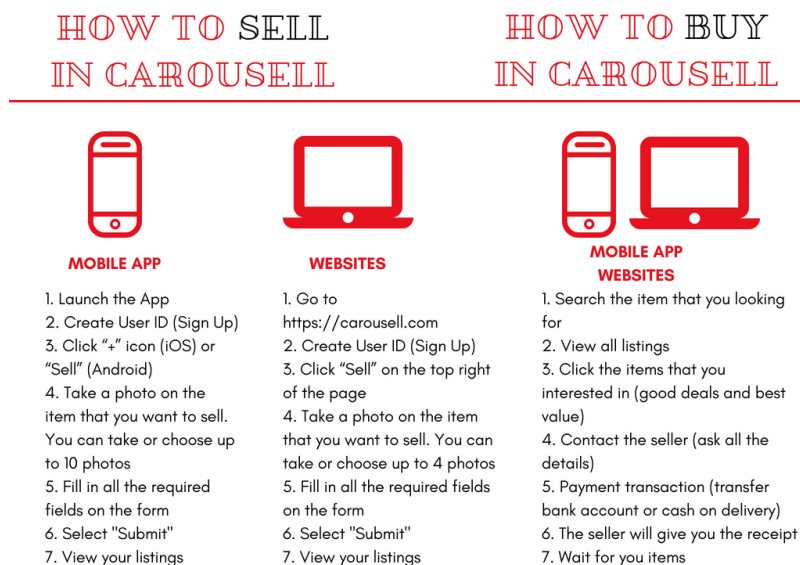 HOW TO SELL
IN CAROUSELL
HOW TO BUY
IN CAROUSELL
MOBILE APP
1. Launch the App
2. Create User ID (Sign Up)
3. Click “+” icon (iOS) or
“Sell” (Android)
4. Take a photo on the
item that you want to sell.
You can take or choose up
to 10 photos
5. Fill in all the required
fields on the form
6. Select "Submit"
7. View your listings
WEBSITES
1. Go to
https://carousell.com
2. Create User ID (Sign Up)
3. Click “Sell” on the top right
of the page
4. Take a photo on the item
that you want to sell. You can
take or choose up to 4 photos
5. Fill in all the required fields
on the form
6. Select "Submit"
7. View your listings
MOBILE APP
WEBSITES
1. Search the item that you looking
for
2. View all listings
3. Click the items that you
interested in (good deals and best
value)
4. Contact the seller (ask all the
details)
5. Payment transaction (transfer
bank account or cash on delivery)
6. The seller will give you the receipt
7. Wait for you items